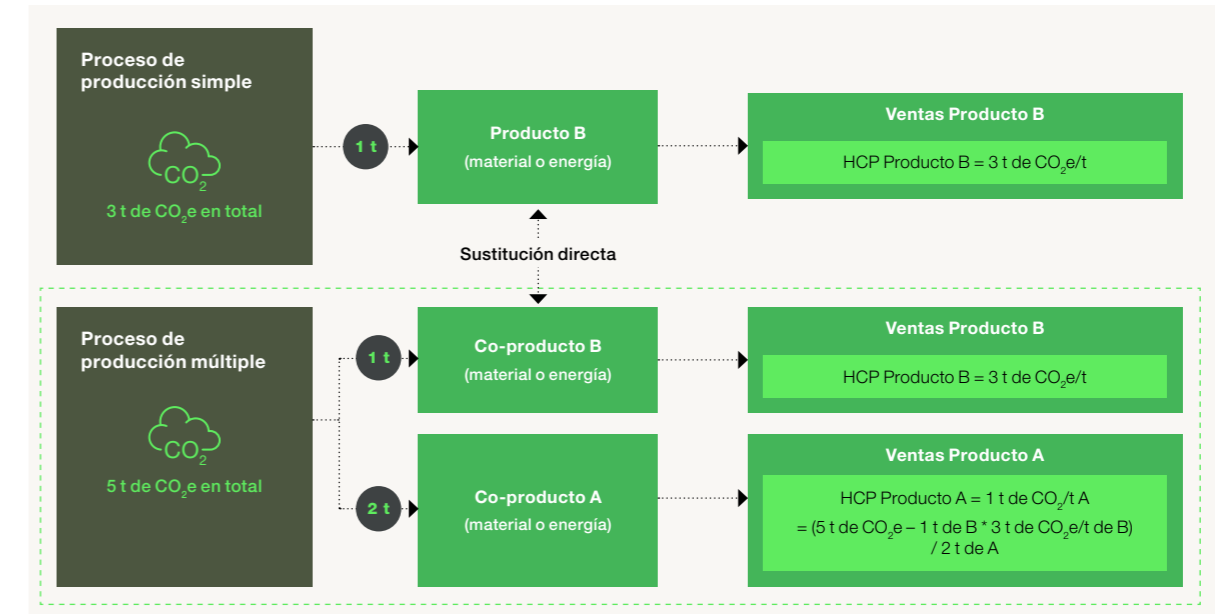 Proceso de
producción simple
CO₂
3 t de CO₂e en total
1 t
Producto B
(material o energía)
Ventas Producto B
HCP Producto B = 3 t de CO₂e/t
Sustitución directa
Proceso de
producción múltiple
CO₂
5 t de CO₂e en total
1 t
Co-producto B
(material o energía)
Ventas Producto B
HCP Producto B = 3 t de CO₂e/t
2 t
Co-producto A
(material o energía)
Ventas Producto A
HCP Producto A = 1 t de CO₂/t A
= (5 t de CO₂e – 1 t de B * 3 t de CO₂e/t de B)
/ 2 t de A